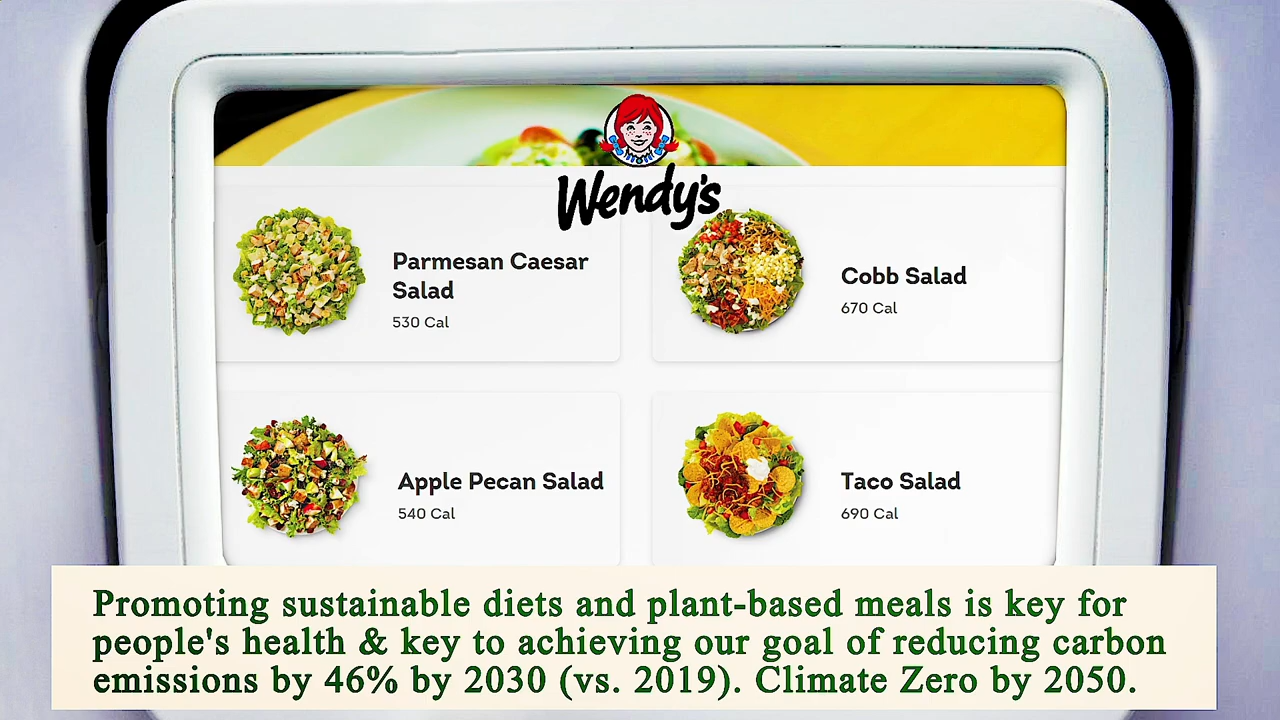 Wendy's
Parmesan Caesar
Salad
530 Cal
Cobb Salad
670 Cal
Apple Pecan Salad
540 Cal
Taco Salad
690 Cal
Promoting sustainable diets and plant-based meals is key for
people's health & key to achieving our goal of reducing carbon
emissions by 46% by 2030 (vs. 2019). Climate Zero by 2050.